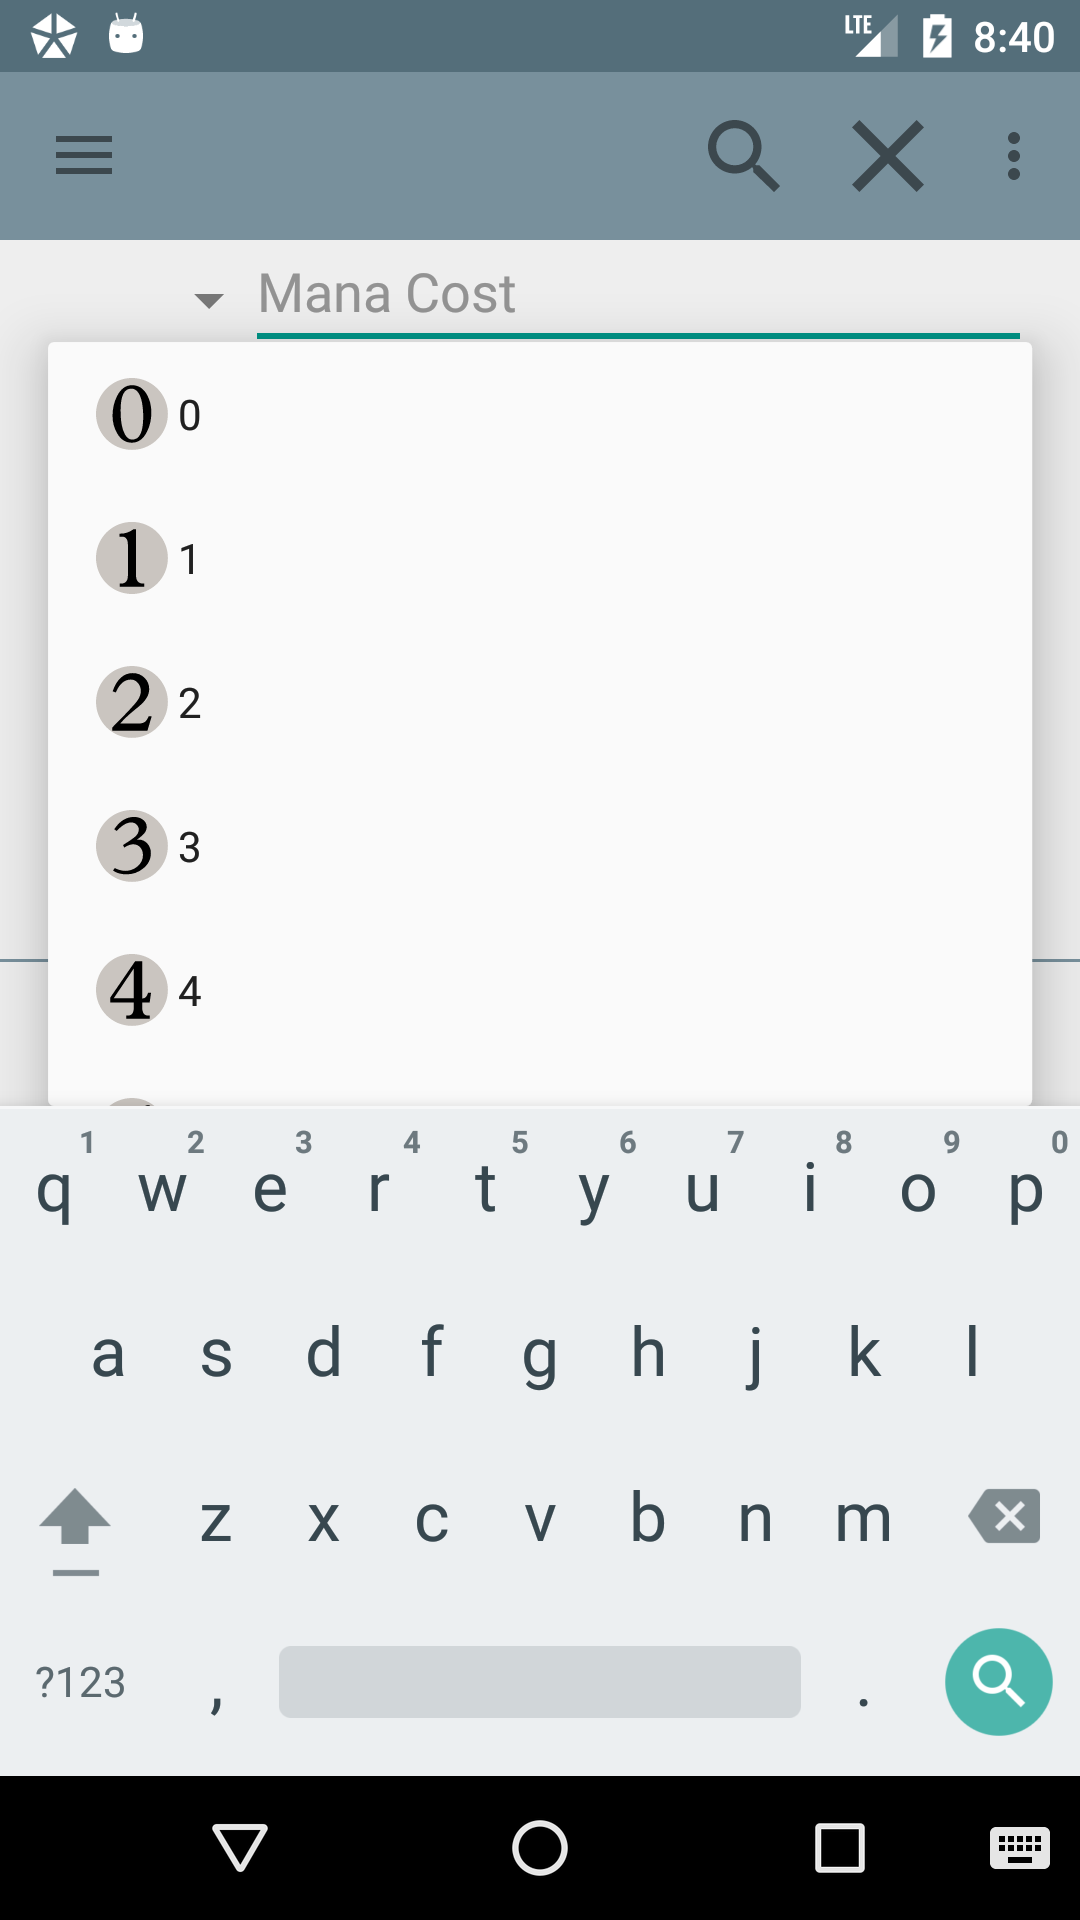 LTE 8:40
Mana Cost
0 0
1 1
2 2
3 3
4 4
1 2 3 4 5 6 7 8 9 0
q w e r t y u i o p
a s d f g h j k l
z x c v b n m
?123 , .